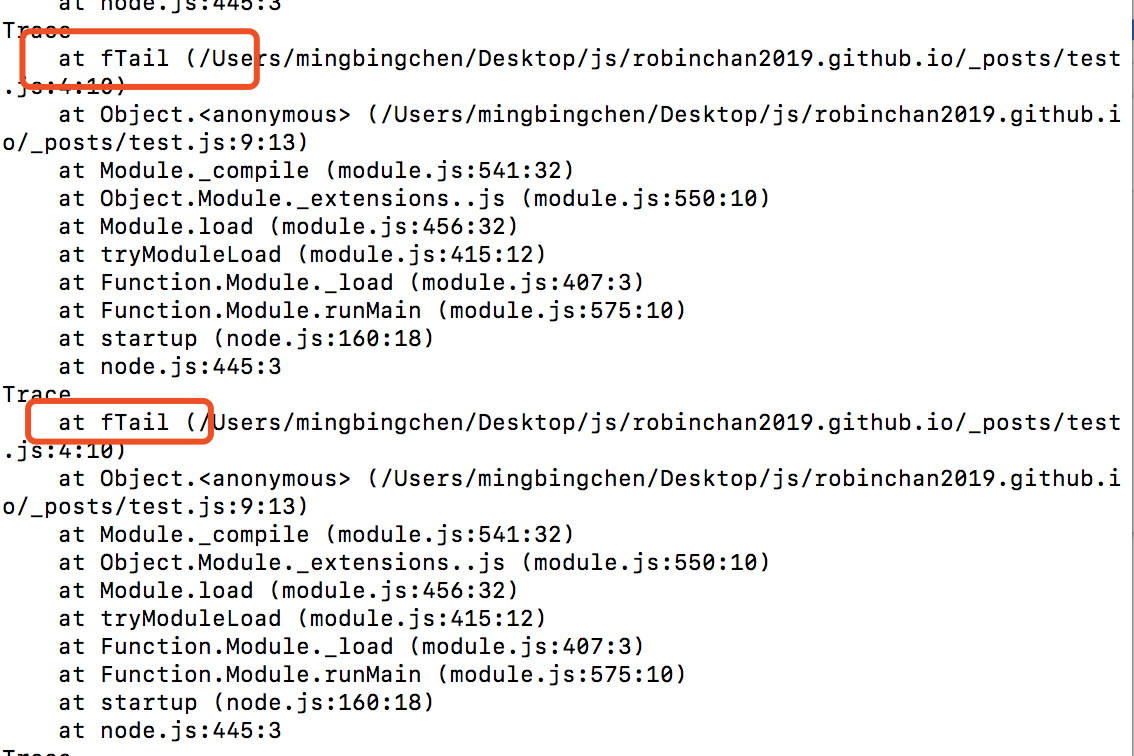 at node.js:445:3
Trace
at fTail (/Users/mingbingchen/Desktop/js/robinchan2019.github.io/_posts/test
.js:4:10)
at Object.<anonymous> (/Users/mingbingchen/Desktop/js/robinchan2019.github.i
o/_posts/test.js:9:13)
at Module._compile (module.js:541:32)
at Object.Module._extensions..js (module.js:550:10)
at Module.load (module.js:456:32)
at tryModuleLoad (module.js:415:12)
at Function.Module._load (module.js:407:3)
at Function.Module.runMain (module.js:575:10)
at startup (node.js:160:18)
at node.js:445:3
Trace
at fTail (/Users/mingbingchen/Desktop/js/robinchan2019.github.io/_posts/test
.js:4:10)
at Object.<anonymous> (/Users/mingbingchen/Desktop/js/robinchan2019.github.i
o/_posts/test.js:9:13)
at Module._compile (module.js:541:32)
at Object.Module._extensions..js (module.js:550:10)
at Module.load (module.js:456:32)
at tryModuleLoad (module.js:415:12)
at Function.Module._load (module.js:407:3)
at Function.Module.runMain (module.js:575:10)
at startup (node.js:160:18)
at node.js:445:3
Trace